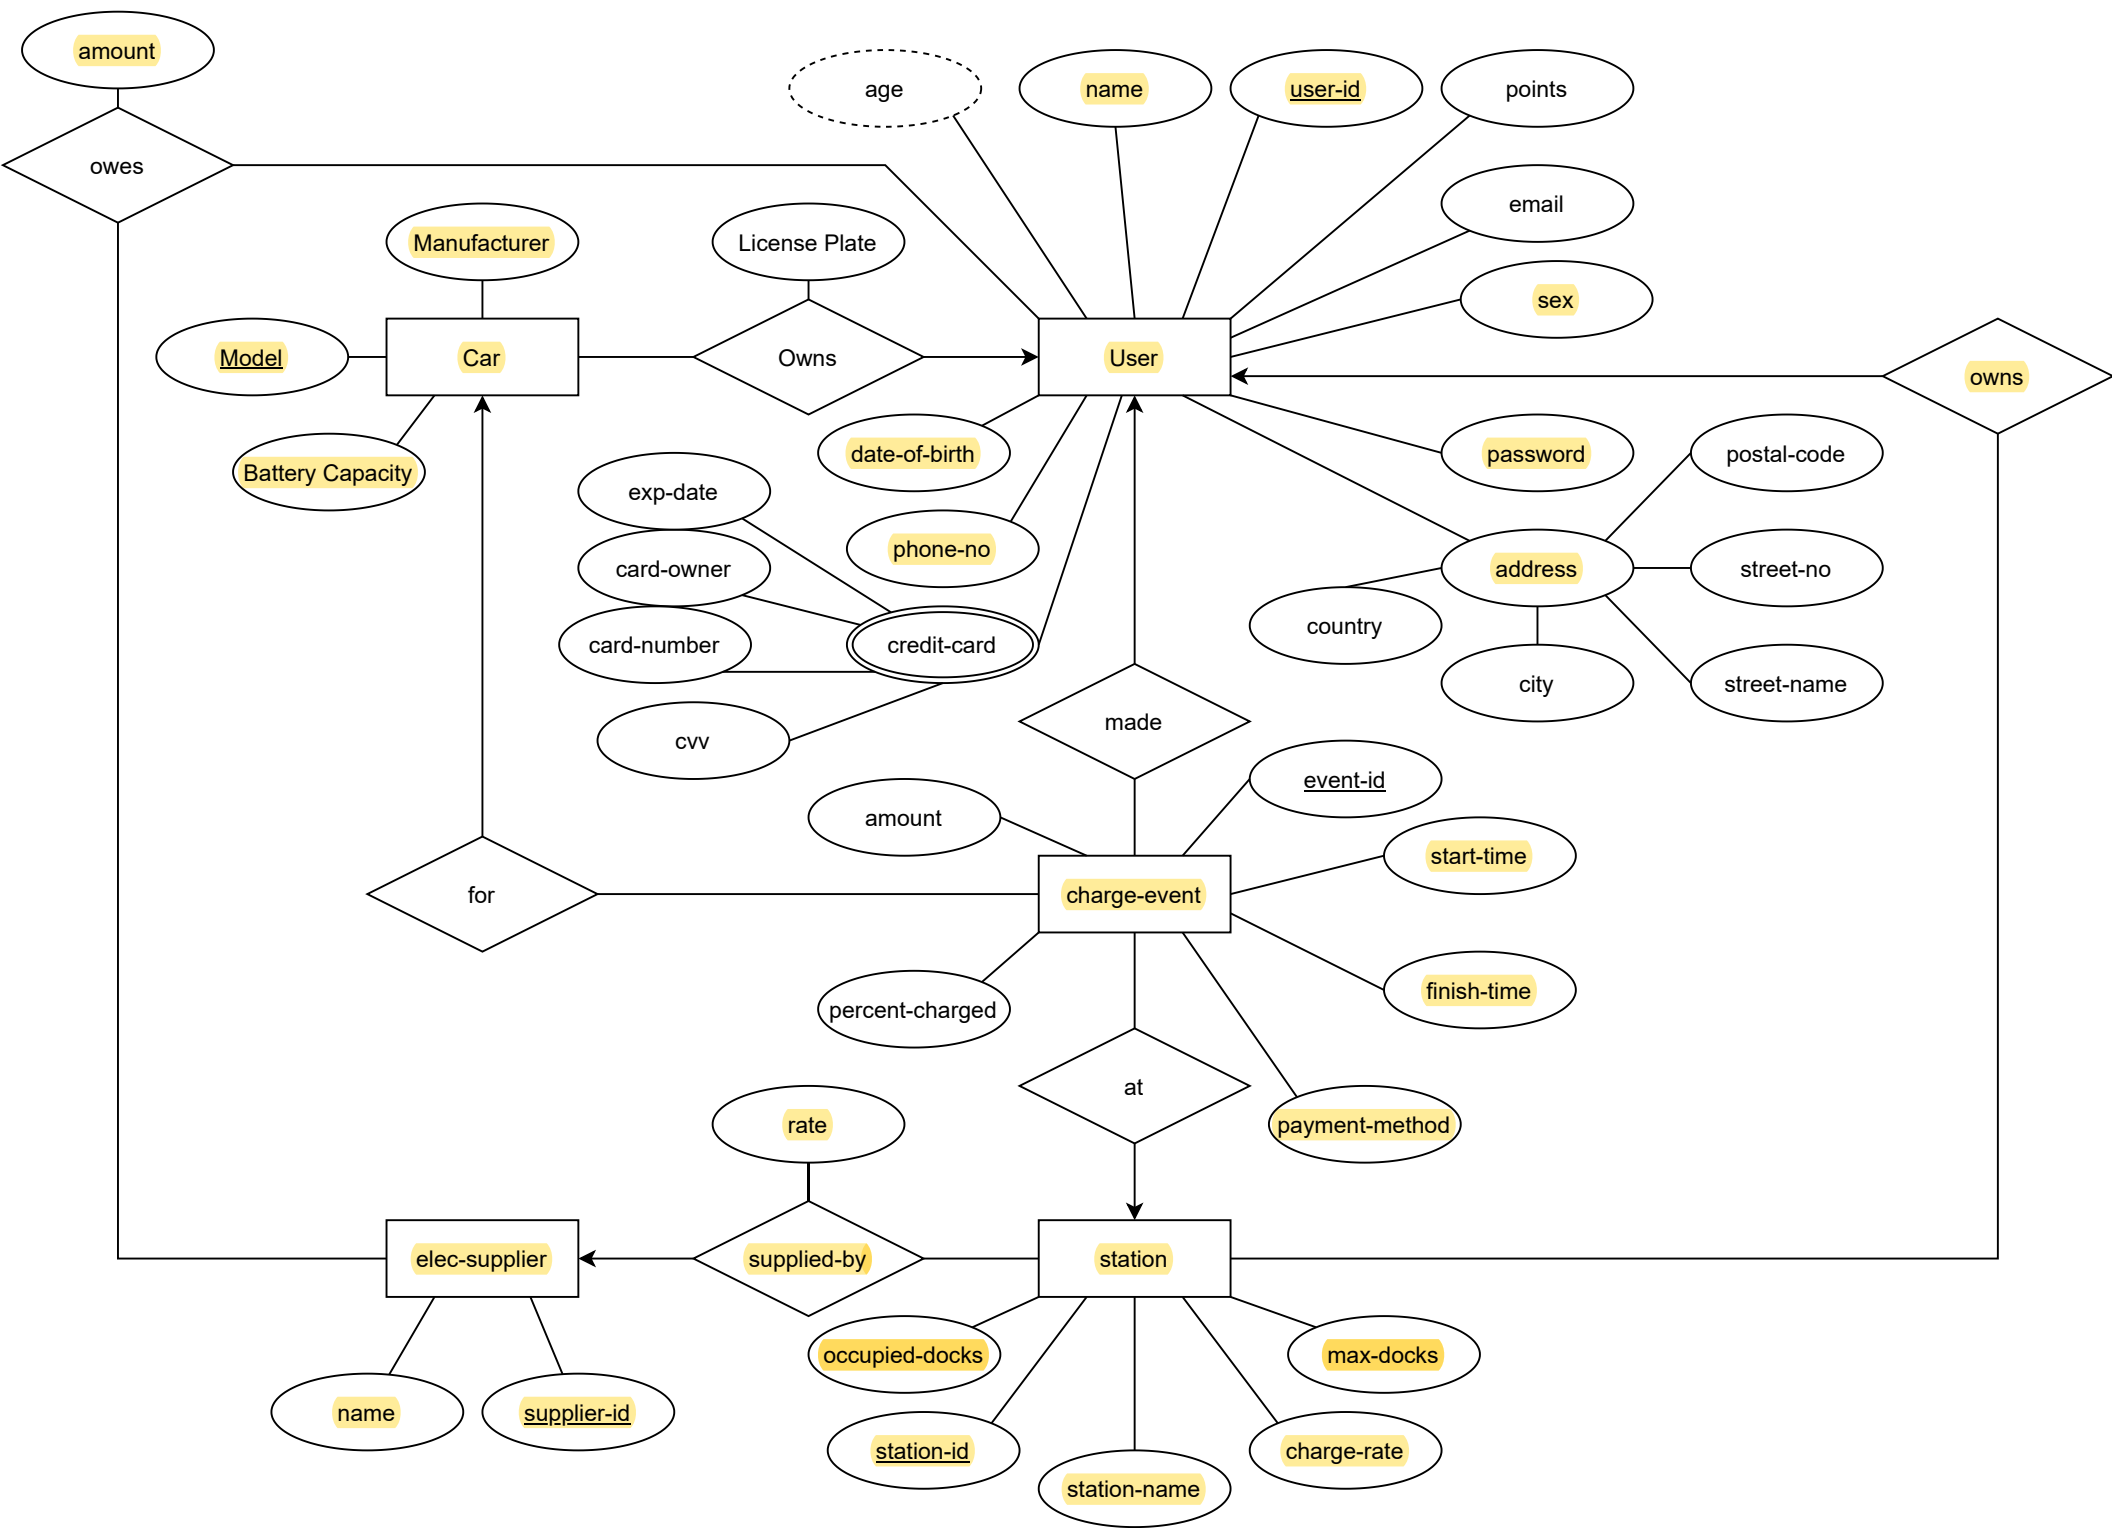 amount
age
name
user-id
points
owes
email
Manufacturer
License Plate
sex
Model
Car
Owns
User
owns
Battery Capacity
date-of-birth
password
postal-code
exp-date
phone-no
card-owner
address
street-no
card-number
credit-card
country
city
street-name
cvv
made
event-id
amount
start-time
for
charge-event
finish-time
percent-charged
at
rate
payment-method
elec-supplier
supplied-by
station
occupied-docks
max-docks
name
supplier-id
station-id
charge-rate
station-name